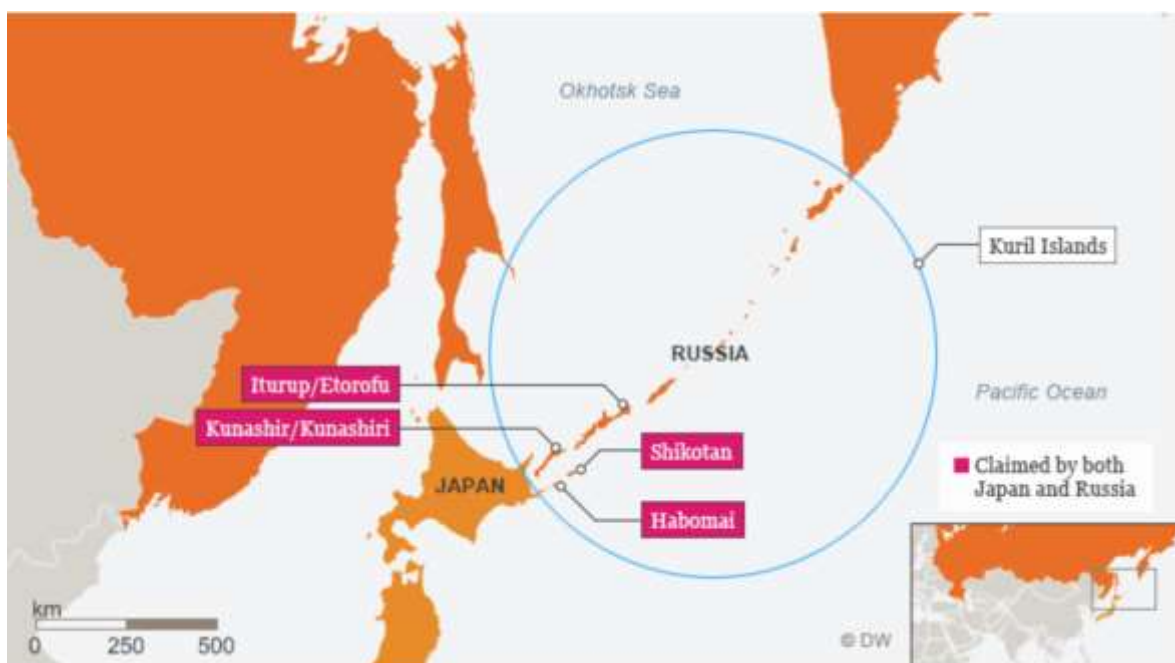 Okhotsk Sea
Kuril Islands
RUSSIA
Iturup/Etorofu
Pacific Ocean
Kunashir/Kunashiri
Shikotan
JAPAN
Claimed by both
Japan and Russia
Habomai
km
0 250 500
© DW